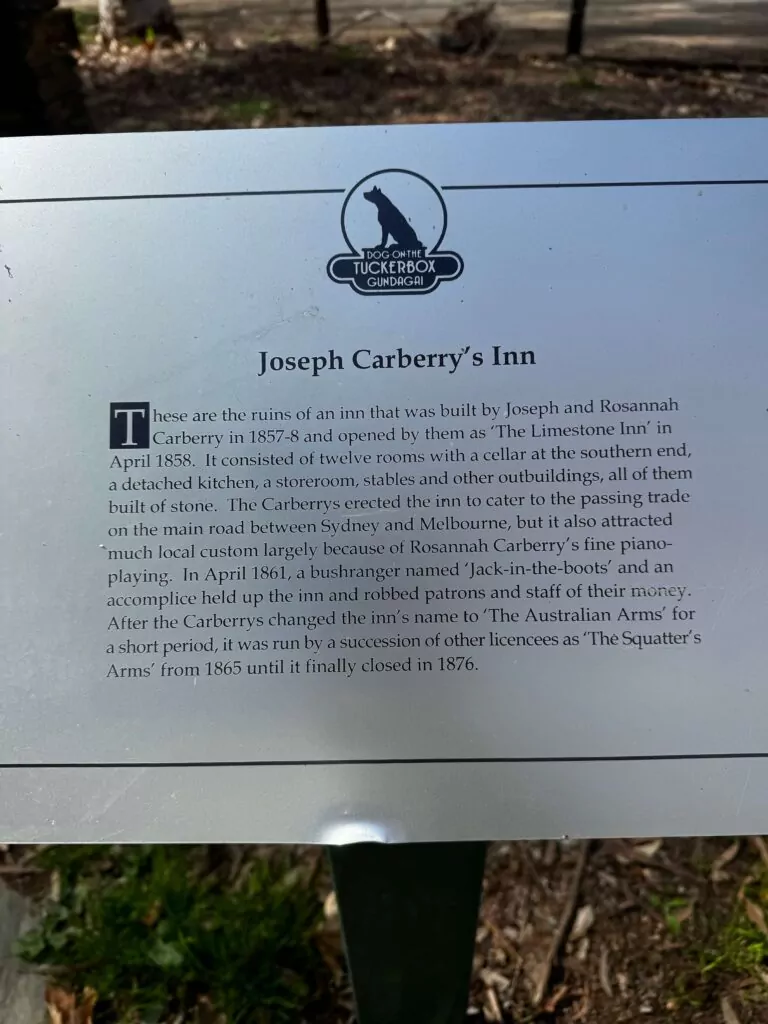 DOG ON THE
TUCKERBOX
GUNDAGAI
Joseph Carberry's Inn
These are the ruins of an inn that was built by Joseph and Rosannah
Carberry in 1857-8 and opened by them as 'The Limestone Inn' in
April 1858. It consisted of twelve rooms with a cellar at the southern end,
a detached kitchen, a storeroom, stables and other outbuildings, all of them
built of stone. The Carberrys erected the inn to cater to the passing trade
on the main road between Sydney and Melbourne, but it also attracted
much local custom largely because of Rosannah Carberry's fine piano-
playing. In April 1861, a bushranger named 'Jack-in-the-boots' and an
accomplice held up the inn and robbed patrons and staff of their money.
After the Carberrys changed the inn's name to 'The Australian Arms' for
a short period, it was run by a succession of other licencees as 'The Squatter's
Arms' from 1865 until it finally closed in 1876.